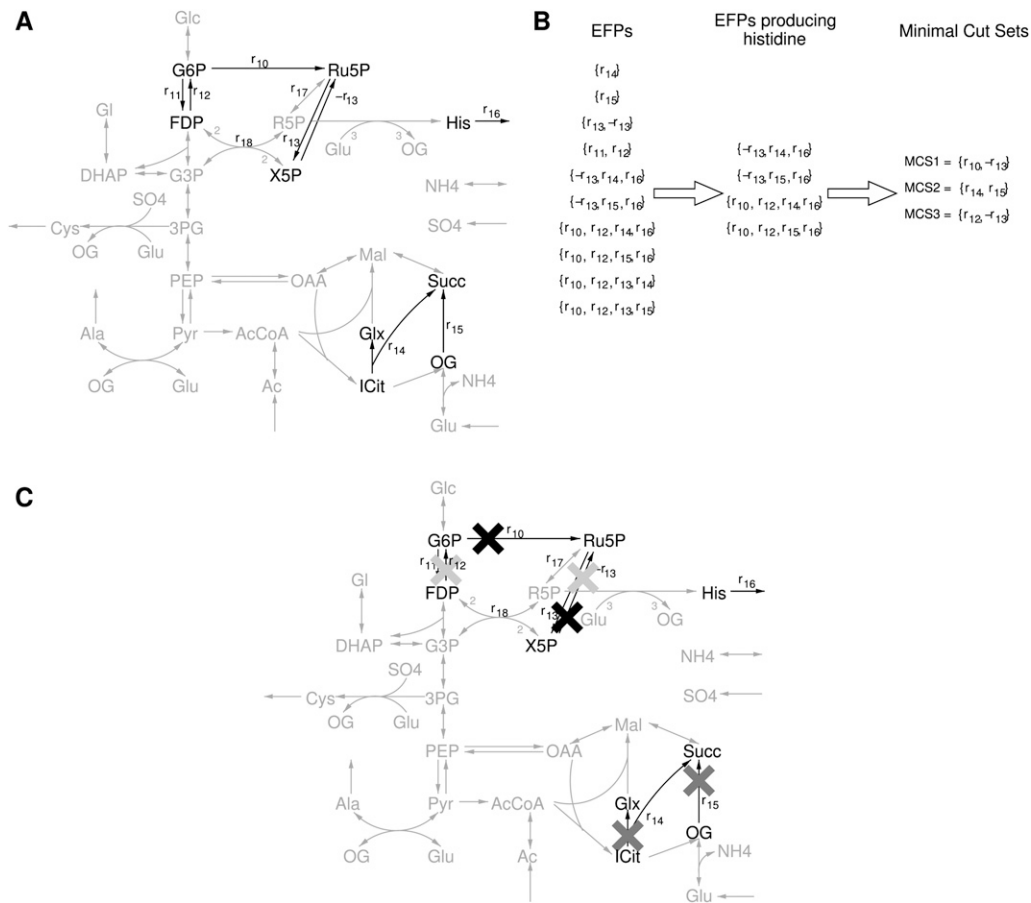 A
Glc
G6P r10 Ru5P
r11 r12 r17 -r13
Gl FDP R5P r13 His r16
2 r18 2 Glu 3 3 OG
DHAP G3P X5P
NH4
SO4
Cys 3PG SO4
OG Glu
Mal
PEP OAA Succ
r15
Ala Pyr AcCoA Glx r14
OG
OG Glu Ac ICit NH4
Glu
B
EFPs
EFPs producing
histidine
Minimal Cut Sets
{r14}
{r15}
{r13,-r13}
{r11, r12}
{-r13, r14, r16}
{-r13, r15, r16}
{r10, r12, r14, r16}
{r10, r12, r15, r16}
{r10, r12, r13, r14}
{r10, r12, r13, r15}
{-r13, r14, r16}
{-r13, r15, r16}
{r10, r12, r14, r16}
{r10, r12, r15, r16}
MCS1 = {r10, -r13}
MCS2 = {r14, r15}
MCS3 = {r12, -r13}
C
Glc
G6P r10 Ru5P
r11 r12 r17 -r13
Gl FDP R5P His r16
2 r18 r13 2 Glu 3 3 OG
DHAP G3P X5P
NH4
SO4
Cys 3PG SO4
OG Glu
Mal
PEP OAA Succ
r15
Ala Pyr AcCoA Glx r14
OG
OG Glu Ac ICit NH4
Glu